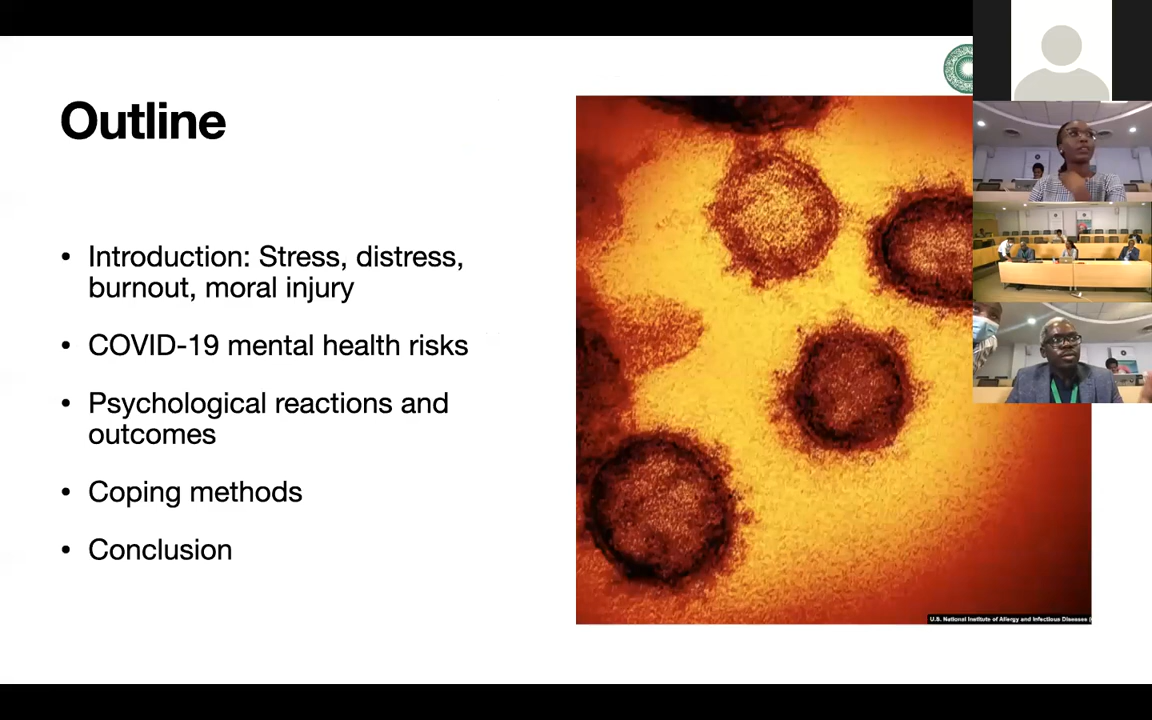 Outline
• Introduction: Stress, distress,
burnout, moral injury
• COVID-19 mental health risks
• Psychological reactions and
outcomes
• Coping methods
• Conclusion
U.S. National Institute of Allergy and Infectious Diseases (